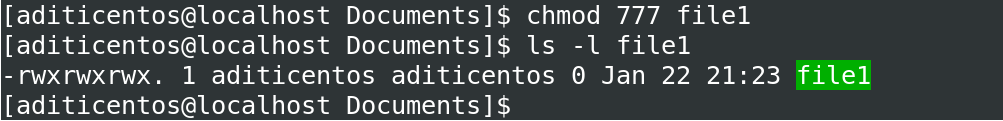 [aditicentos@localhost Documents]$ chmod 777 file1
[aditicentos@localhost Documents]$ ls -l file1
-rwxrwxrwx. 1 aditicentos aditicentos 0 Jan 22 21:23 file1
[aditicentos@localhost Documents]$